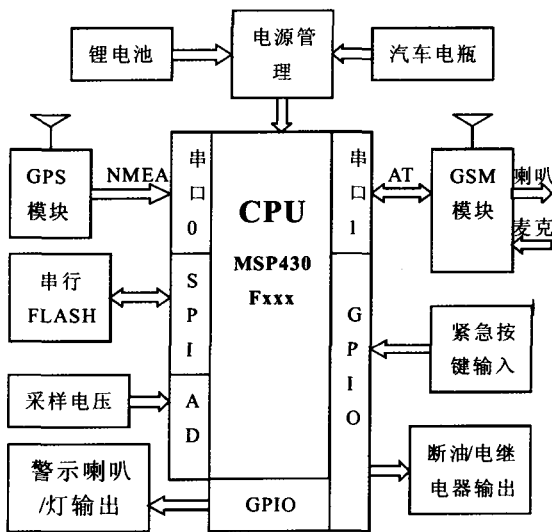 锂电池
电源管
理
汽车电瓶
GPS
模块
NMEA
串
口
0
CPU
MSP430
Fxxx
串
口
1
AT
GSM
模块
喇叭
麦克
串行
FLASH
S
P
I
G
P
I
O
紧急按
键输入
采样电压
A
D
警示喇叭
/灯输出
GPIO
断油/电继
电器输出